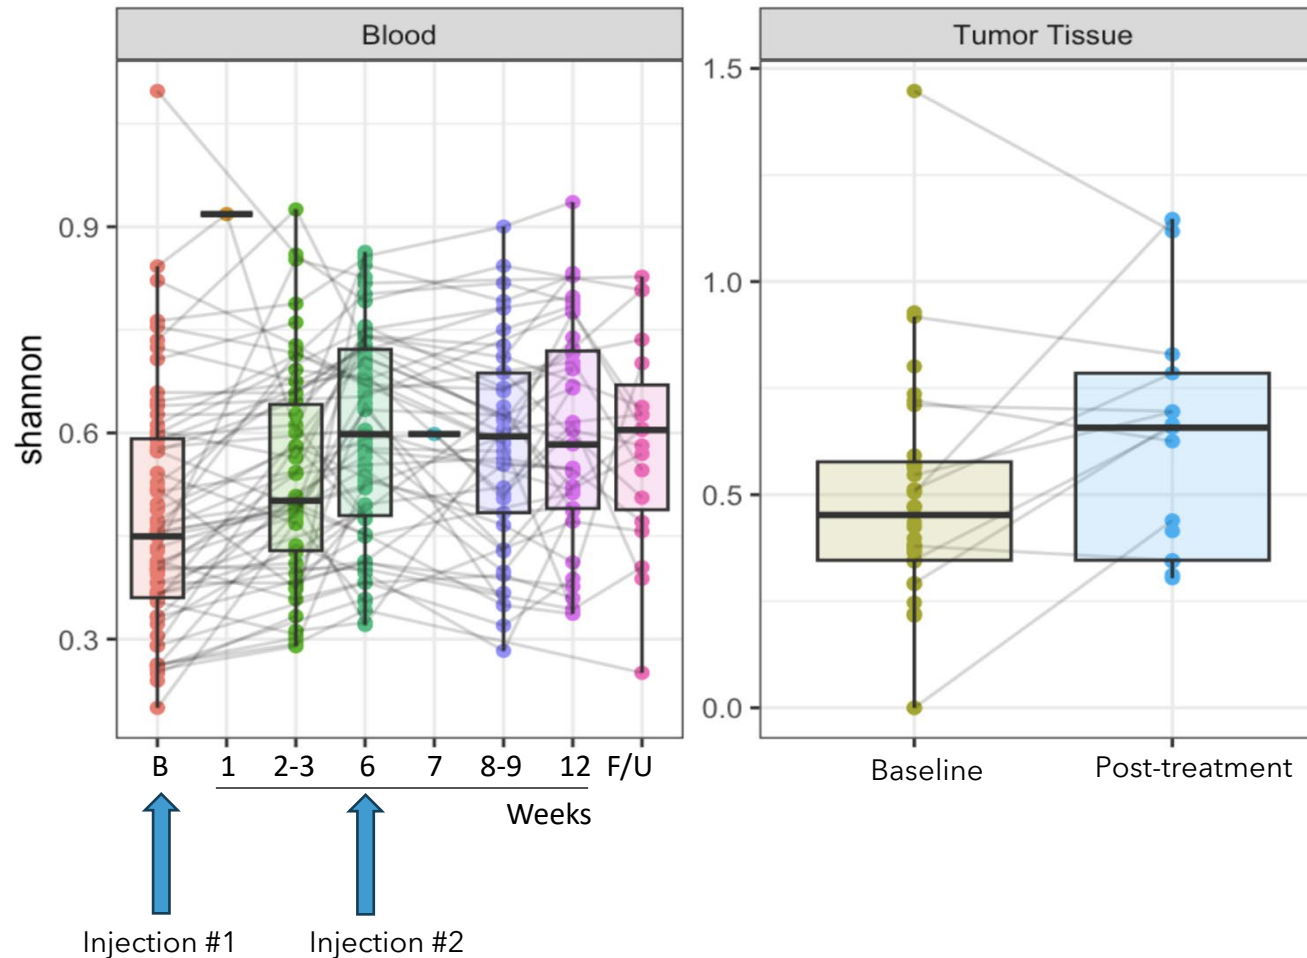 Blood
Tumor Tissue
shannon
0.9
0.6
0.3
1.5
1.0
0.5
0.0
B 1 2-3 6 7 8-9 12 F/U
Weeks
Baseline Post-treatment
Injection #1 Injection #2